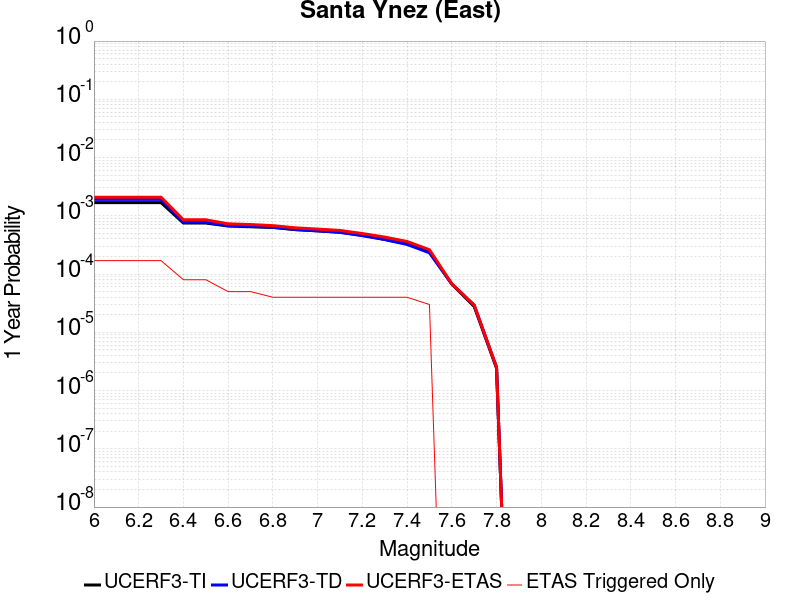 Santa Ynez (East)
10^0
10^-1
10^-2
10^-3
10^-4
10^-5
10^-6
10^-7
10^-8
1 Year Probability
6 6.2 6.4 6.6 6.8 7 7.2 7.4 7.6 7.8 8 8.2 8.4 8.6 8.8 9
Magnitude
UCERF3-TI UCERF3-TD UCERF3-ETAS ETAS Triggered Only